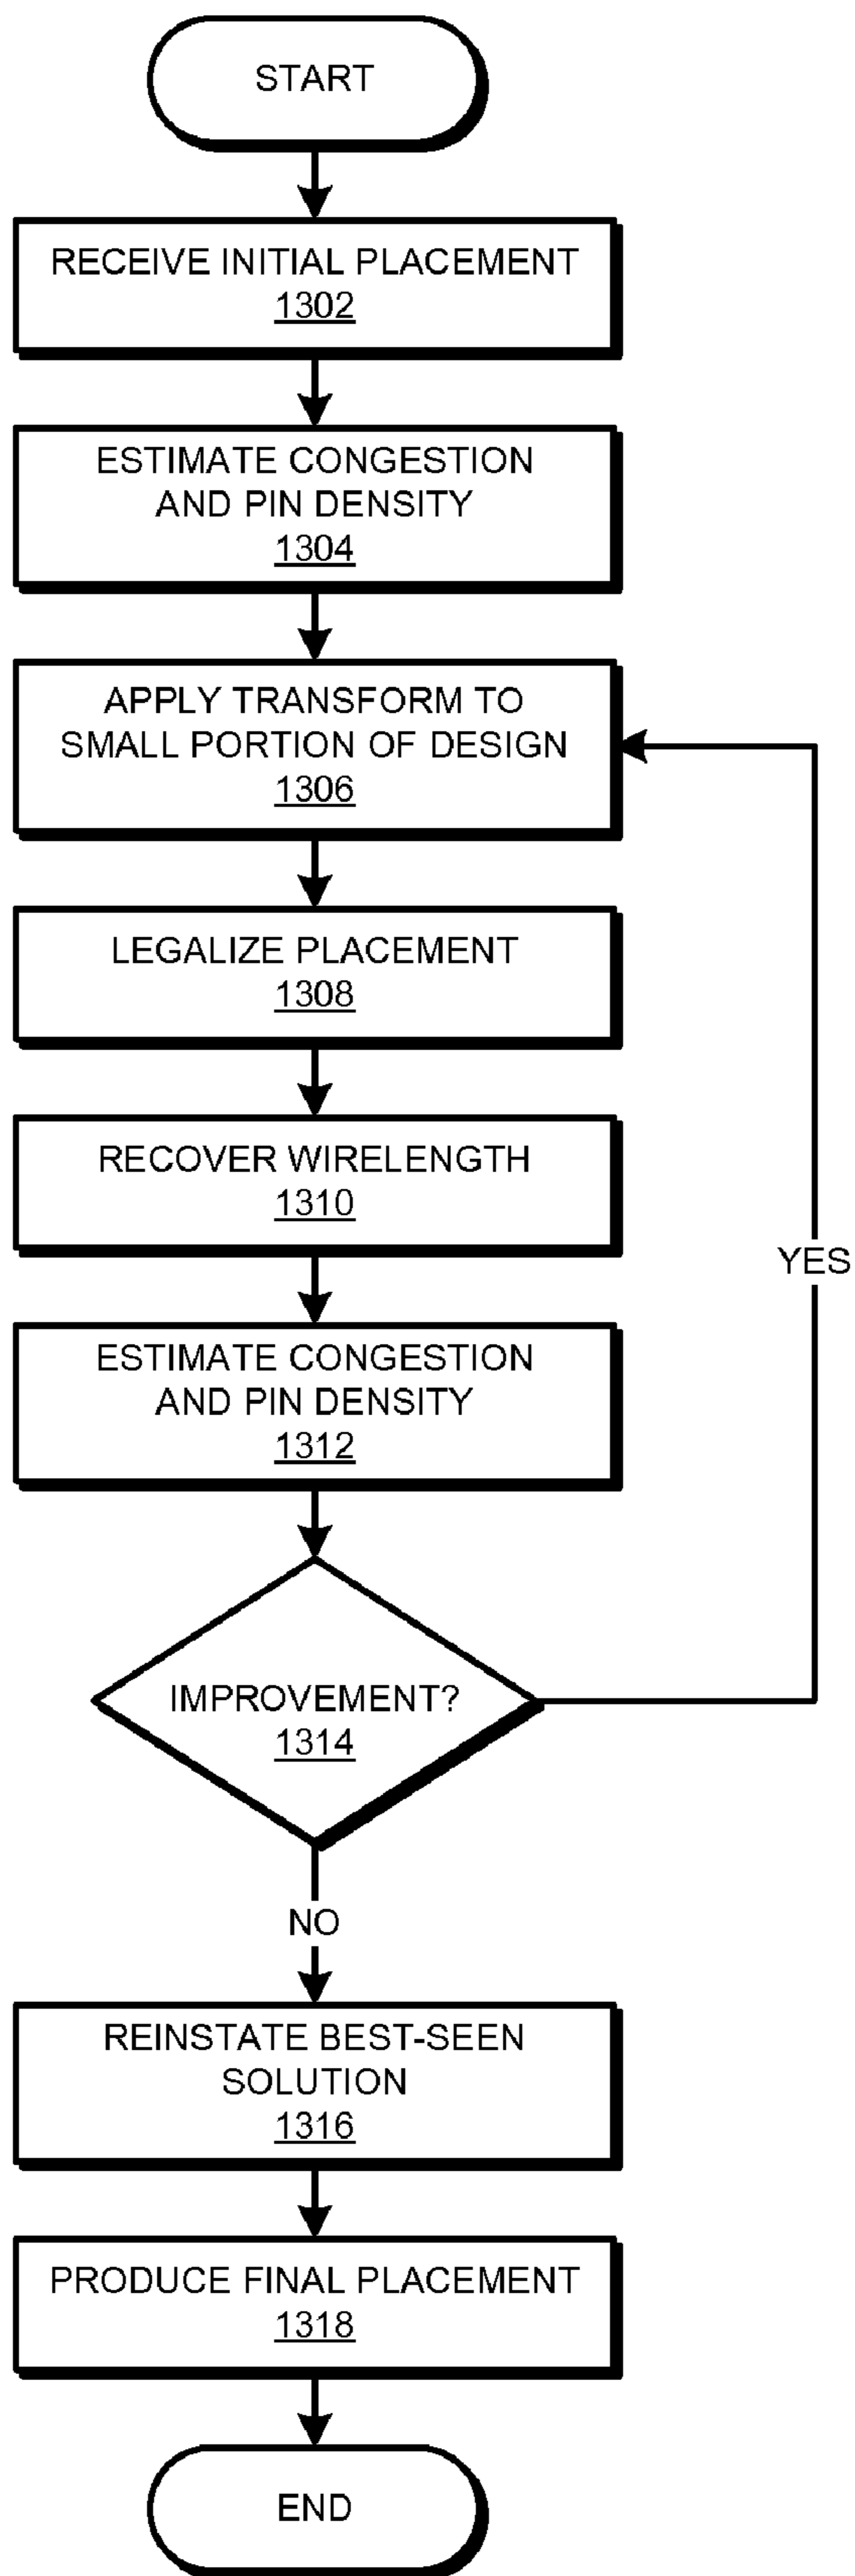 START
RECEIVE INITIAL PLACEMENT
1302
ESTIMATE CONGESTION
AND PIN DENSITY
1304
APPLY TRANSFORM TO
SMALL PORTION OF DESIGN
1306
LEGALIZE PLACEMENT
1308
RECOVER WIRELENGTH
1310
YES
ESTIMATE CONGESTION
AND PIN DENSITY
1312
IMPROVEMENT?
1314
NO
REINSTATE BEST-SEEN
SOLUTION
1316
PRODUCE FINAL PLACEMENT
1318
END